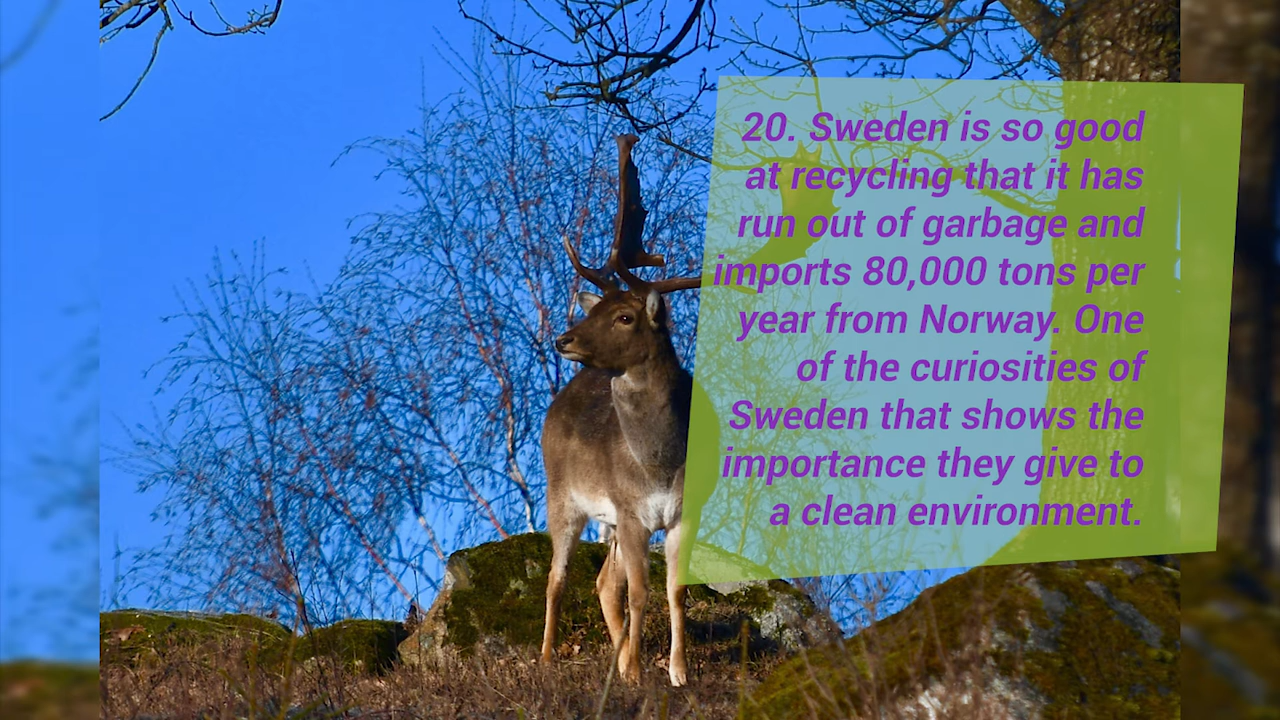 20. Sweden is so good
at recycling that it has
run out of garbage and
imports 80,000 tons per
year from Norway. One
of the curiosities of
Sweden that shows the
importance they give to
a clean environment.